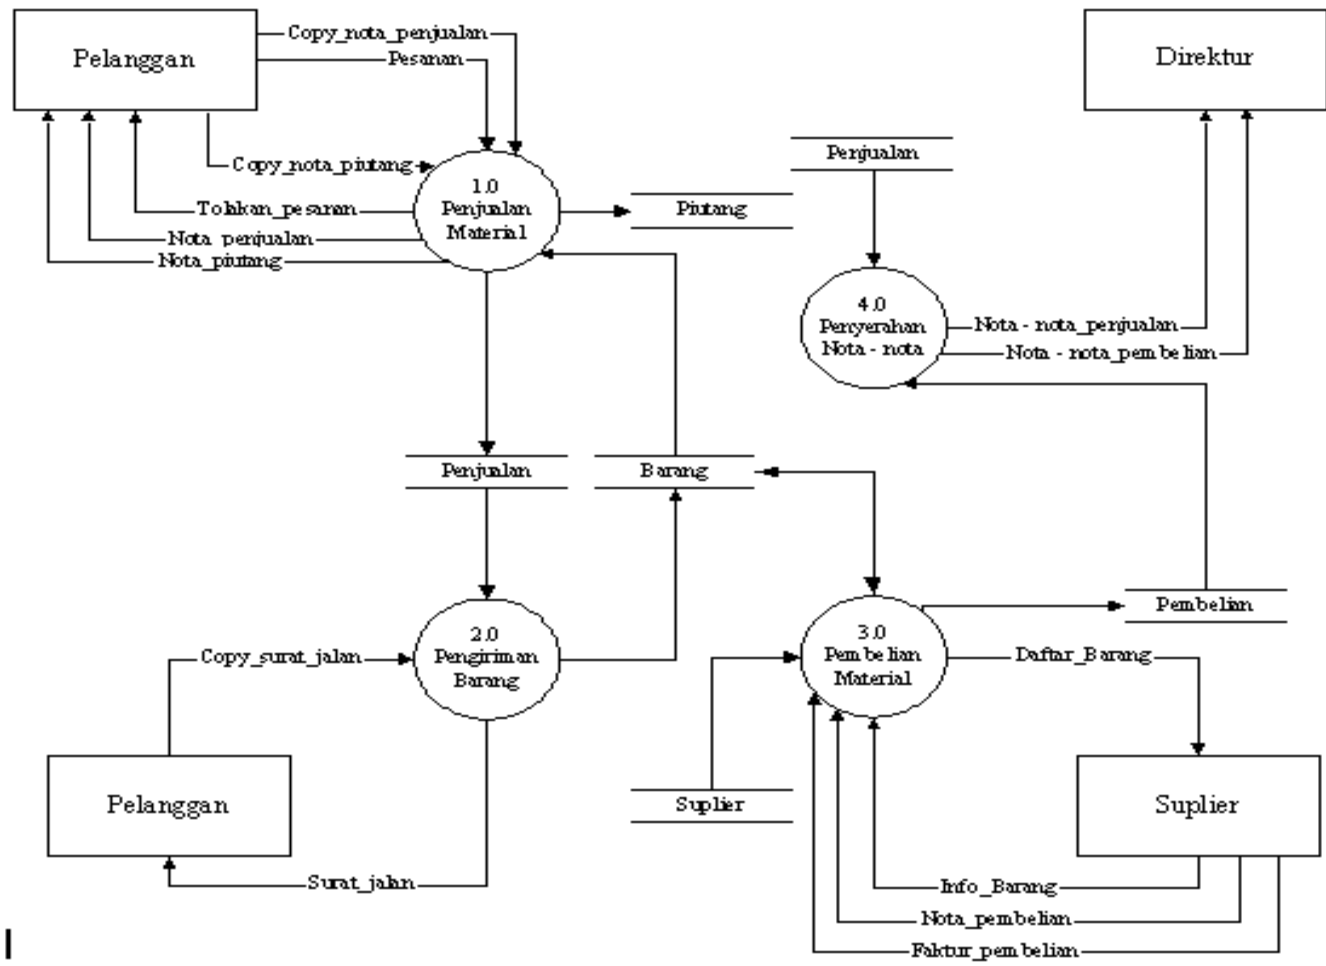 Pelanggan
Copy_nota_penjualan
Pesanan
Direktur
Copy_nota_piutang
Penjualan
1.0
Penjualan
Material
Tolakan_pesanan
Piutang
Nota_penjualan
Nota_piutang
4.0
Penyerahan
Nota - nota
Nota - nota_penjualan
Nota - nota_pembelian
Penjualan
Barang
Pembelian
2.0
Pengiriman
Barang
3.0
Pembelian
Material
Copy_surat_jalan
Daftar_Barang
Pelanggan
Suplier
Suplier
Surat_jalan
Info_Barang
Nota_pembelian
Faktur_pembelian